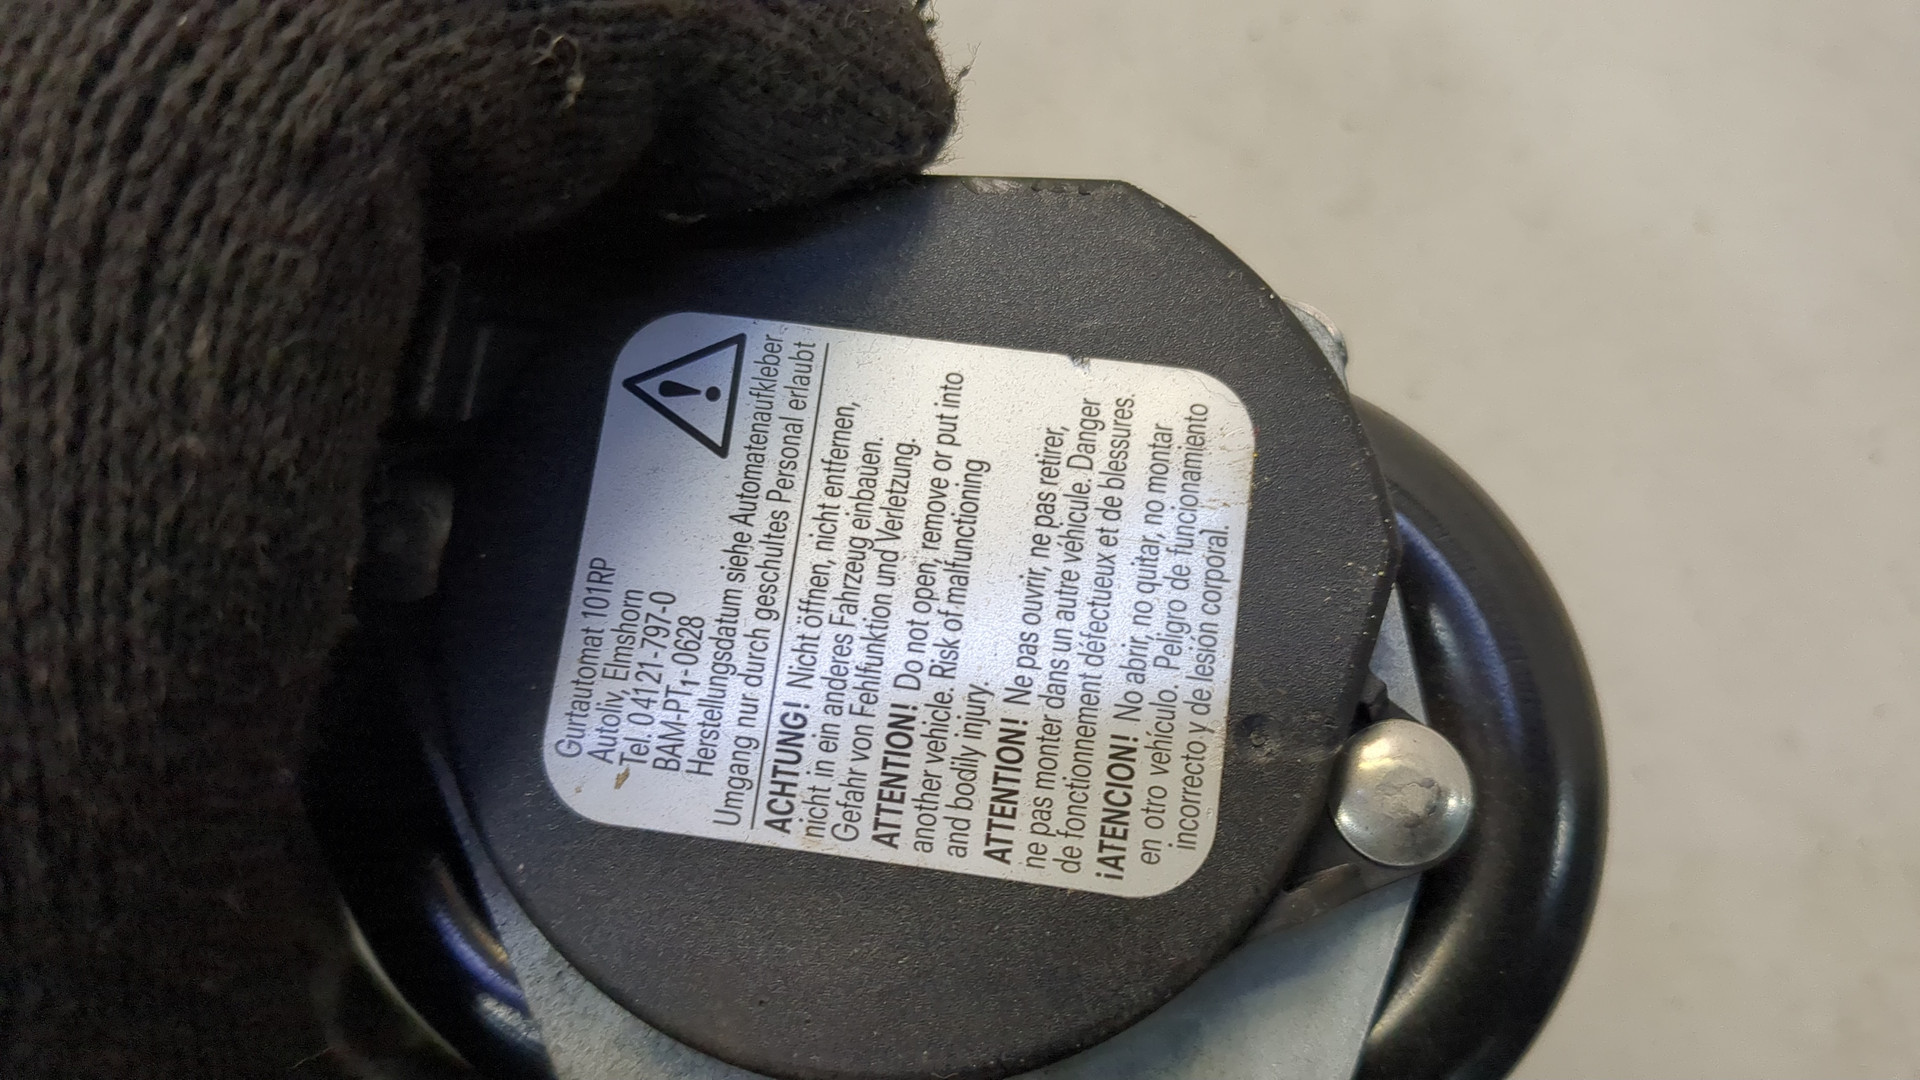 Gurtautomat 101RP
Autoliv, Elmshorn
Tel. 04121-797-0
BAM-PT₁-0628
Herstellungsdatum siehe Automatenaufkleber
Umgang nur durch geschultes Personal erlaubt
ACHTUNG! Nicht öffnen, nicht entfernen,
nicht in ein anderes Fahrzeug einbauen.
Gefahr von Fehlfunktion und Verletzung.
ATTENTION! Do not open, remove or put into
another vehicle. Risk of malfunctioning
and bodily injury.
ATTENTION! Ne pas ouvrir, ne pas retirer,
ne pas monter dans un autre véhicule. Danger
de fonctionnement défectueux et de blessures.
¡ATENCION! No abrir, no quitar, no montar
en otro vehículo. Peligro de funcionamiento
incorrecto y de lesión corporal.